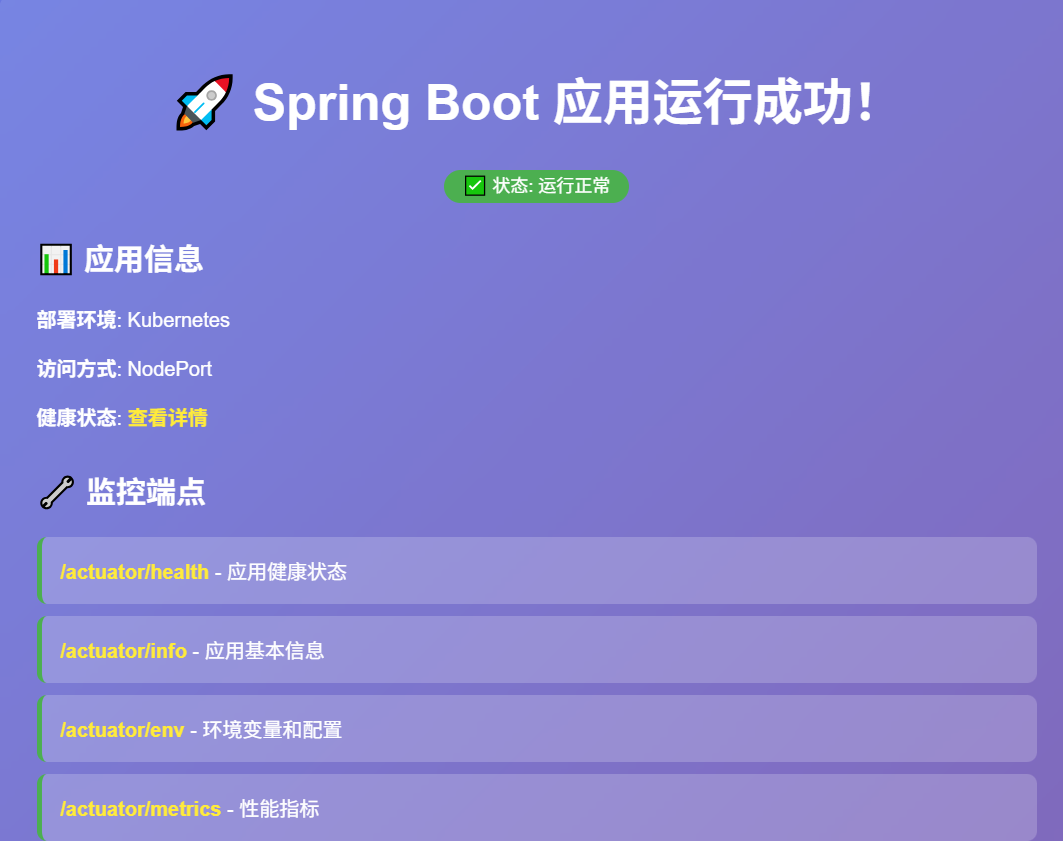 Spring Boot 应用运行成功！
状态: 运行正常
应用信息
部署环境: Kubernetes
访问方式: NodePort
健康状态: 查看详情
监控端点
/actuator/health - 应用健康状态
/actuator/info - 应用基本信息
/actuator/env - 环境变量和配置
/actuator/metrics - 性能指标